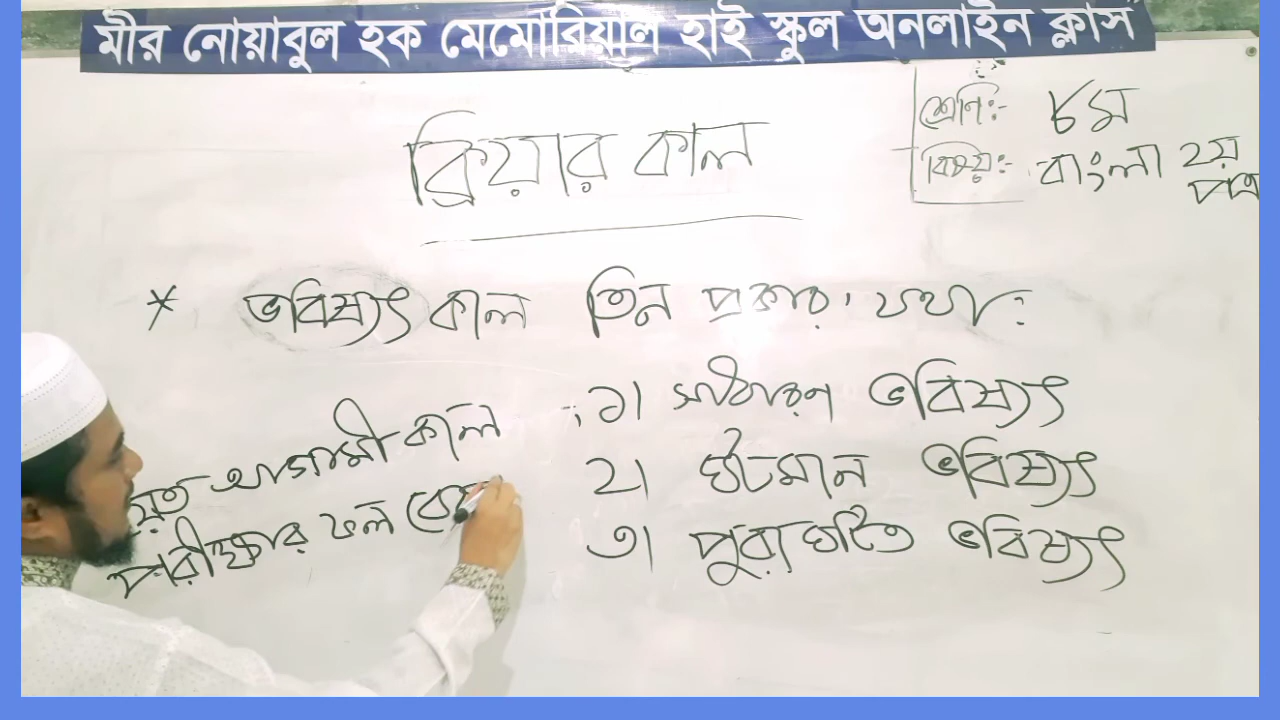 মীর নোয়াবুল হক মেমোরিয়াল হাই স্কুল অনলাইন ক্লাস
শ্রেণি:- ৮ম
বিষয়:- বাংলা ২য় পত্র
ক্রিয়ার কাল
* ভবিষ্যৎ কাল তিন প্রকার, যথা:
১। সাধারণ ভবিষ্যৎ
২। ঘটমান ভবিষ্যৎ
৩। পুরাঘটিত ভবিষ্যৎ
আগামী কাল
পরীক্ষার ফল